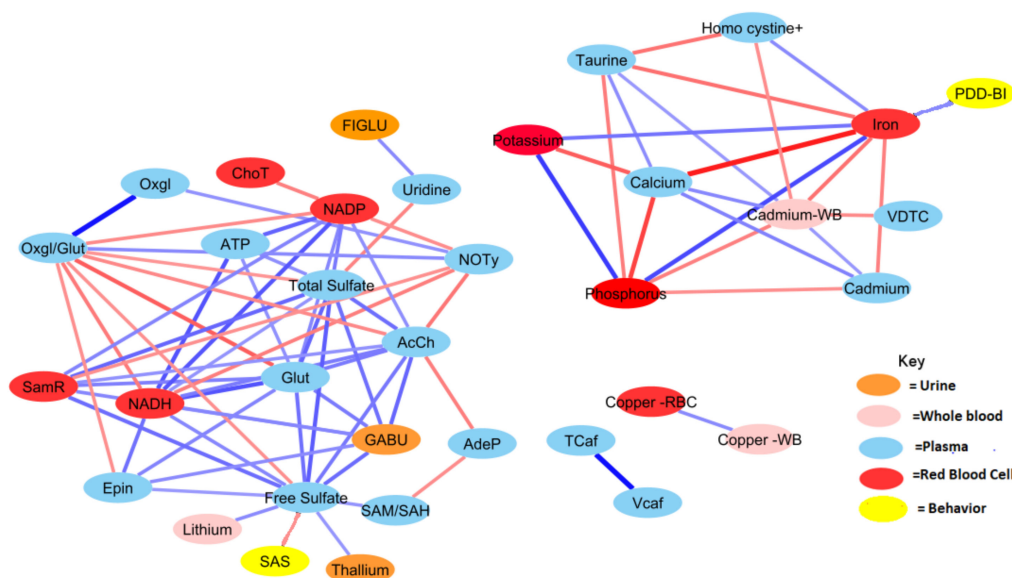 Homo cystine+
Taurine
PDD-BI
FIGLU
Iron
Potassium
ChoT
Oxgl
Uridine
Calcium
NADP
Cadmium-WB
VDTC
Oxgl/Glut
ATP
NOTy
Total Sulfate
Cadmium
Phosphorus
AcCh
Key
Glut
SamR
= Urine
NADH
Copper -RBC
=Whole blood
GABU
AdeP
TCaf
Copper -WB
=Plasma
=Red Blood Cell
Epin
Free Sulfate
Vcaf
SAM/SAH
= Behavior
Lithium
SAS
Thallium